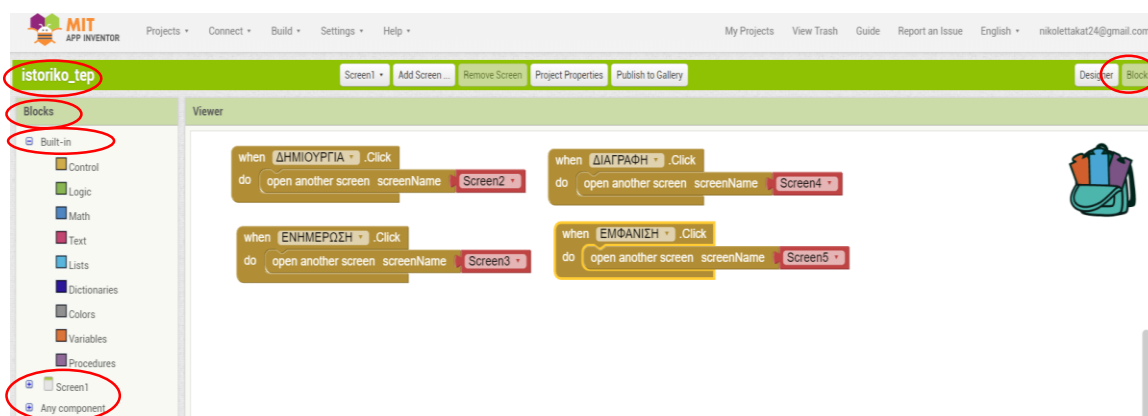 MIT
APP INVENTOR
Projects Connect Build Settings Help My Projects View Trash Guide Report an Issue English nikolettakat24@gmail.com
istoriko_tep Screen1 Add Screen ... Remove Screen Project Properties Publish to Gallery Designer Block
Blocks Viewer
Built-in
Control
Logic
Math
Text
Lists
Dictionaries
Colors
Variables
Procedures
Screen1
Any component
when ΔΗΜΙΟΥΡΓΙΑ .Click
do open another screen screenName Screen2
when ΔΙΑΓΡΑΦΗ .Click
do open another screen screenName Screen4
when ΕΝΗΜΕΡΩΣΗ .Click
do open another screen screenName Screen3
when ΕΜΦΑΝΙΣΗ .Click
do open another screen screenName Screen5